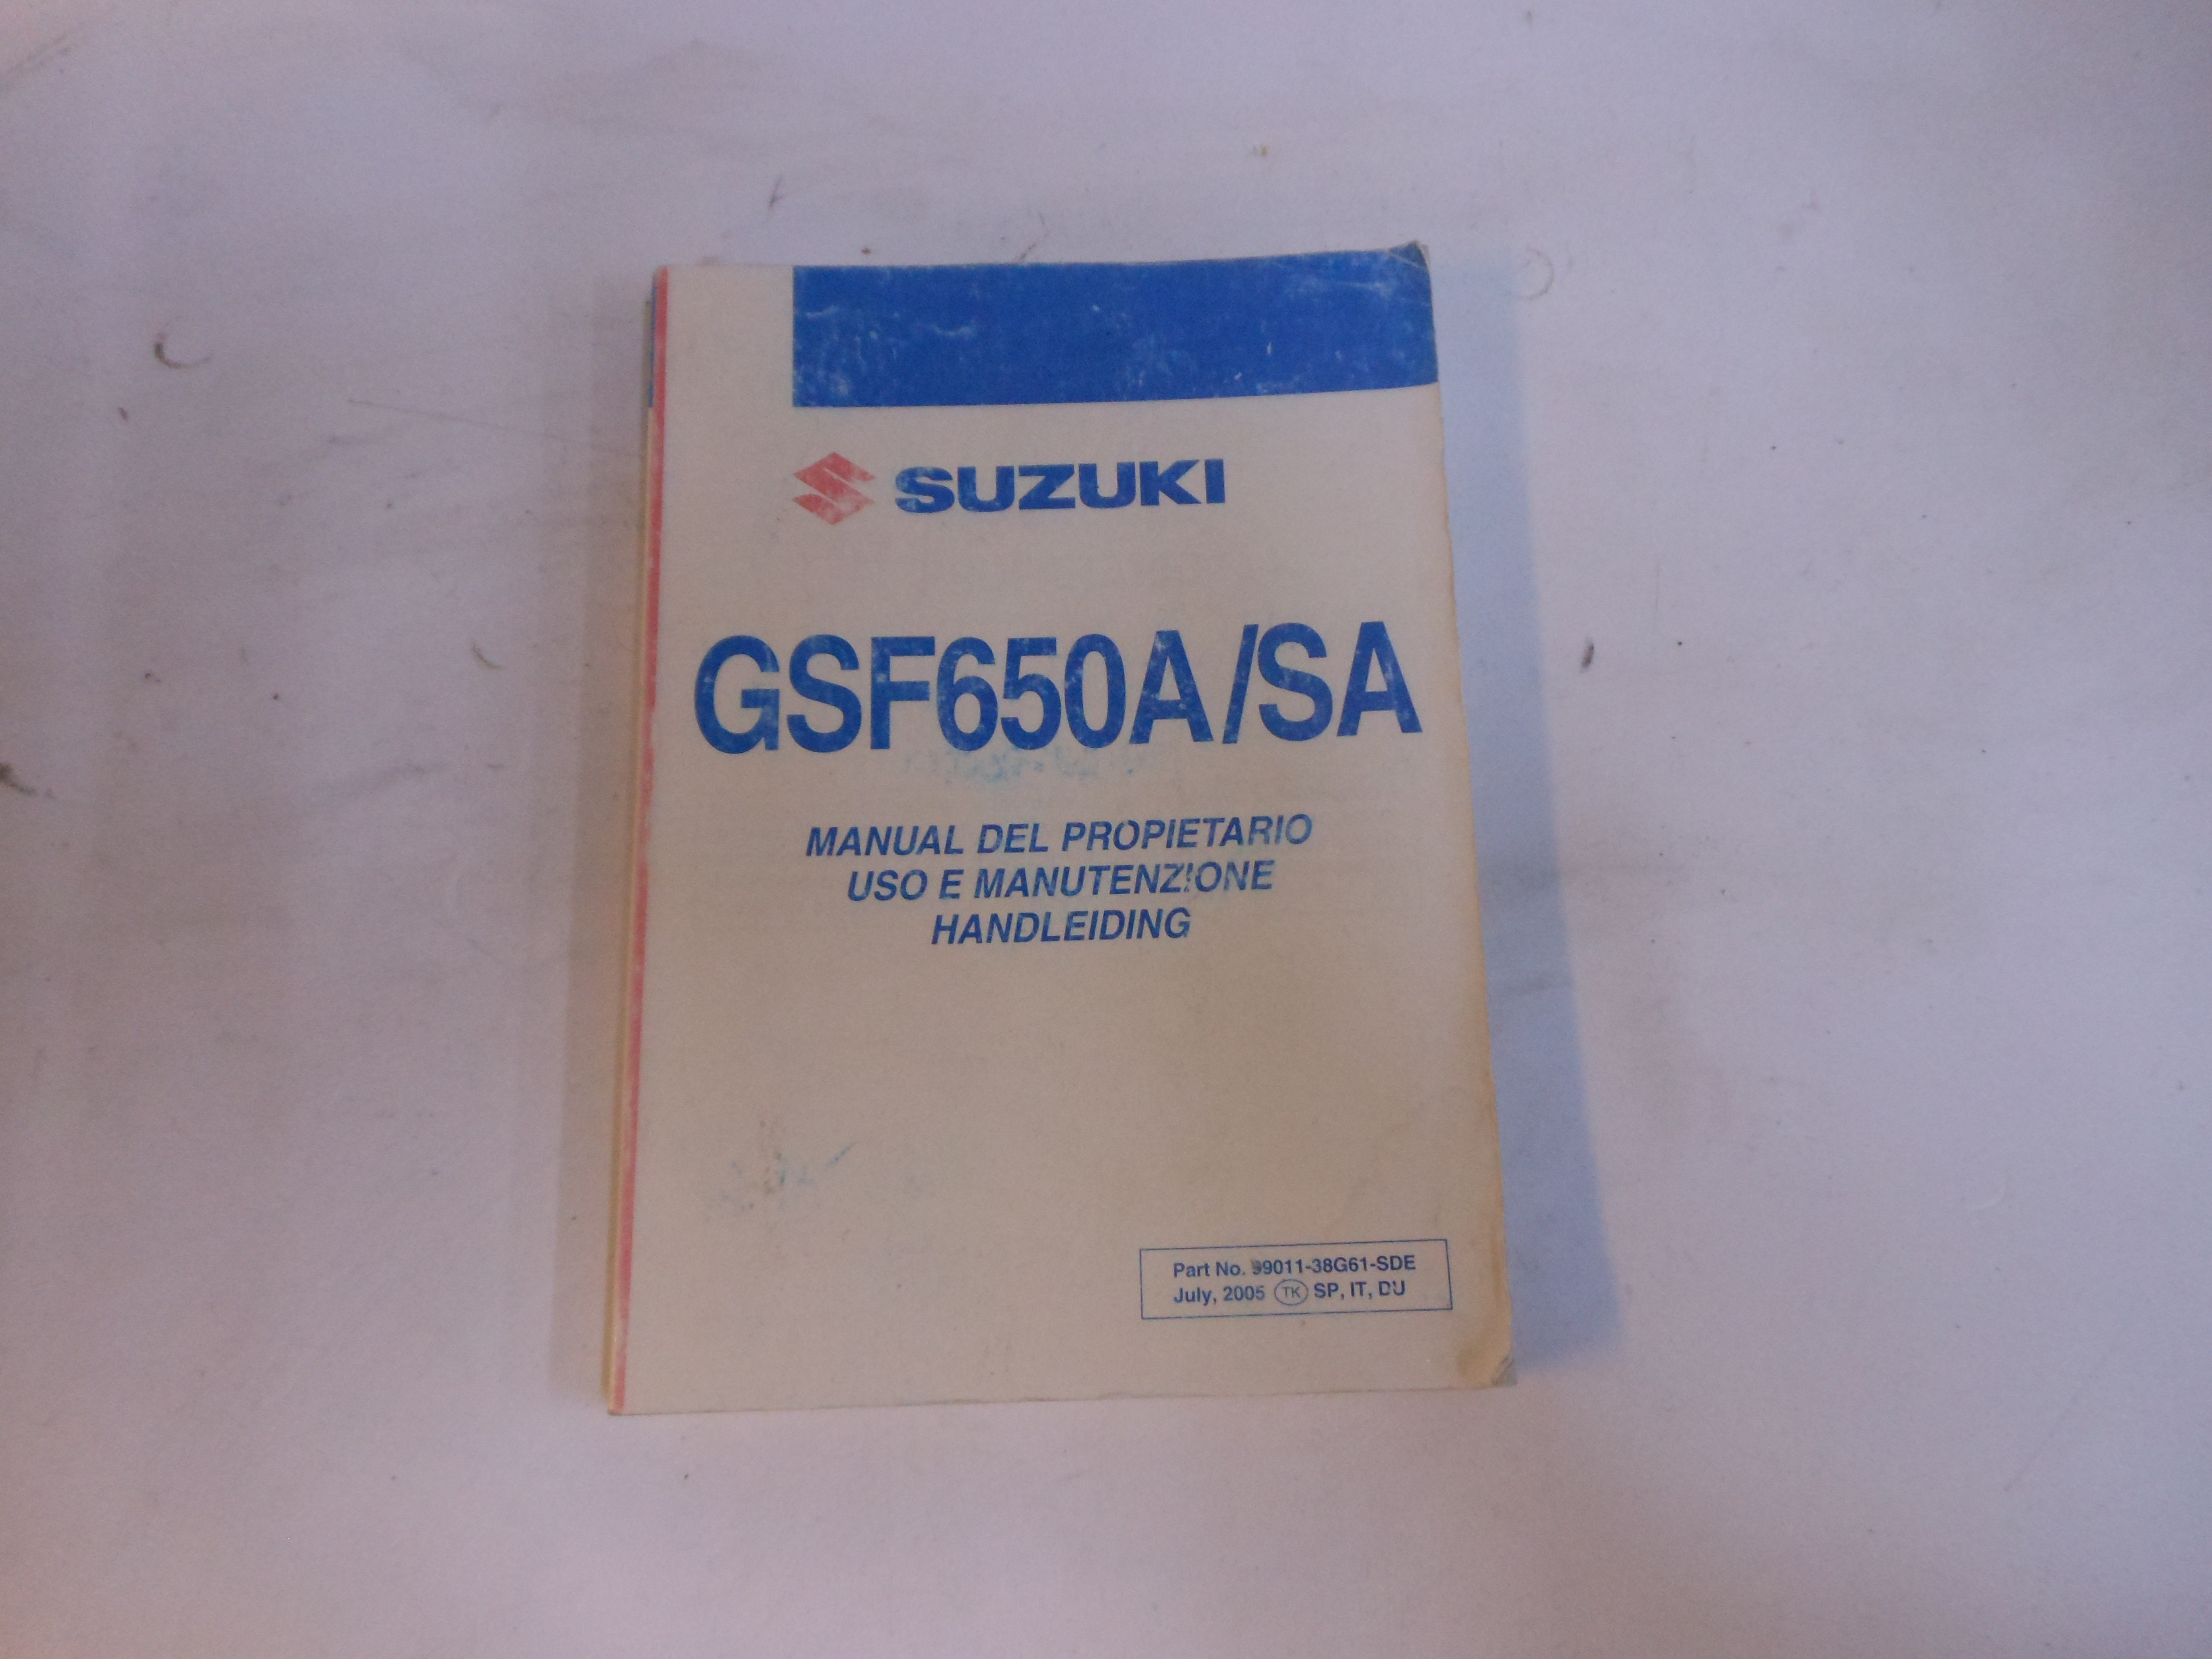 SUZUKI
GSF650A/SA
MANUAL DEL PROPIETARIO
USO E MANUTENZIONE
HANDLEIDING
Part No. 99011-38G61-SDE
July, 2005 TK SP, IT, DU